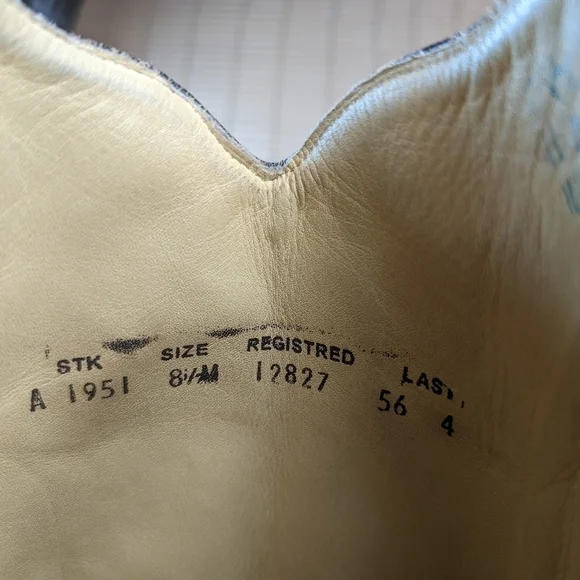 STK SIZE REGISTRED LAST
A 1951 8½M 12827 56 4